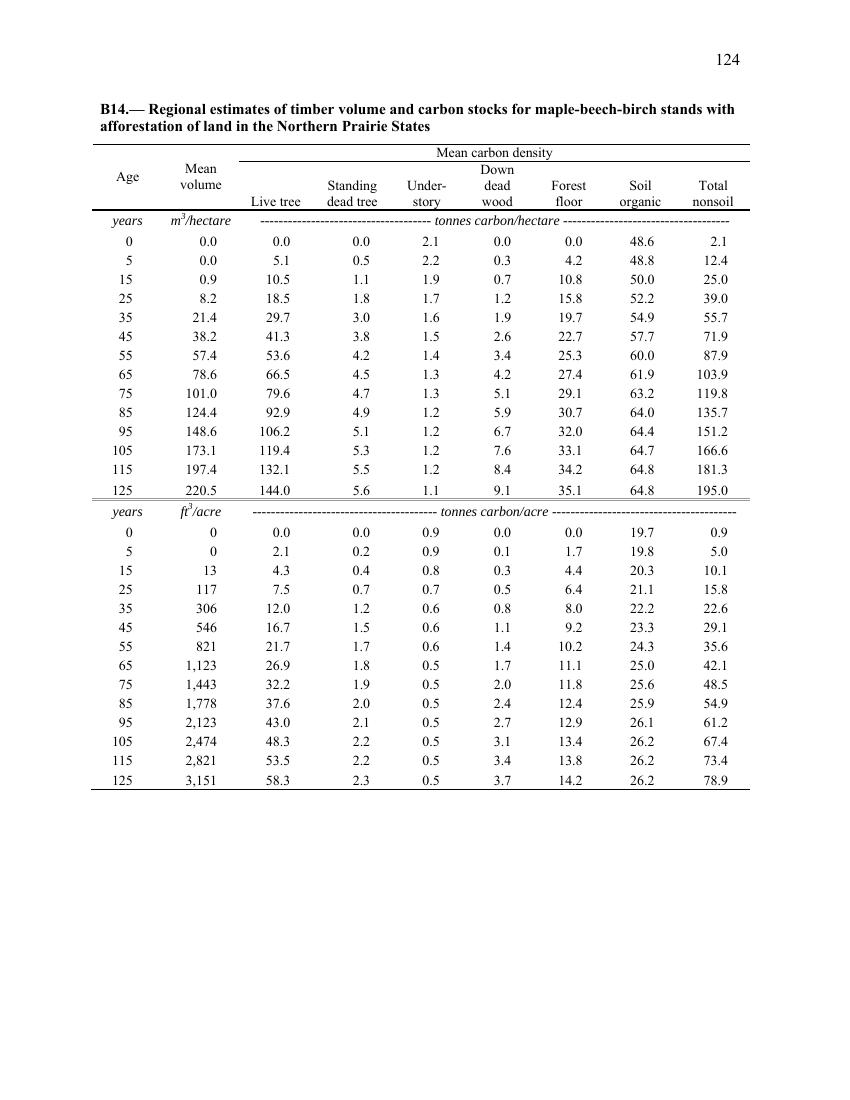 124
B14.— Regional estimates of timber volume and carbon stocks for maple-beech-birch stands with
afforestation of land in the Northern Prairie States
Mean carbon density
Age Mean volume Live tree Standing dead tree Under-story Down dead wood Forest floor Soil organic Total nonsoil
years m³/hectare ------------------------------------- tonnes carbon/hectare ------------------------------------
0 0.0 0.0 0.0 2.1 0.0 0.0 48.6 2.1
5 0.0 5.1 0.5 2.2 0.3 4.2 48.8 12.4
15 0.9 10.5 1.1 1.9 0.7 10.8 50.0 25.0
25 8.2 18.5 1.8 1.7 1.2 15.8 52.2 39.0
35 21.4 29.7 3.0 1.6 1.9 19.7 54.9 55.7
45 38.2 41.3 3.8 1.5 2.6 22.7 57.7 71.9
55 57.4 53.6 4.2 1.4 3.4 25.3 60.0 87.9
65 78.6 66.5 4.5 1.3 4.2 27.4 61.9 103.9
75 101.0 79.6 4.7 1.3 5.1 29.1 63.2 119.8
85 124.4 92.9 4.9 1.2 5.9 30.7 64.0 135.7
95 148.6 106.2 5.1 1.2 6.7 32.0 64.4 151.2
105 173.1 119.4 5.3 1.2 7.6 33.1 64.7 166.6
115 197.4 132.1 5.5 1.2 8.4 34.2 64.8 181.3
125 220.5 144.0 5.6 1.1 9.1 35.1 64.8 195.0
years ft³/acre ---------------------------------------- tonnes carbon/acre ----------------------------------------
0 0 0.0 0.0 0.9 0.0 0.0 19.7 0.9
5 0 2.1 0.2 0.9 0.1 1.7 19.8 5.0
15 13 4.3 0.4 0.8 0.3 4.4 20.3 10.1
25 117 7.5 0.7 0.7 0.5 6.4 21.1 15.8
35 306 12.0 1.2 0.6 0.8 8.0 22.2 22.6
45 546 16.7 1.5 0.6 1.1 9.2 23.3 29.1
55 821 21.7 1.7 0.6 1.4 10.2 24.3 35.6
65 1,123 26.9 1.8 0.5 1.7 11.1 25.0 42.1
75 1,443 32.2 1.9 0.5 2.0 11.8 25.6 48.5
85 1,778 37.6 2.0 0.5 2.4 12.4 25.9 54.9
95 2,123 43.0 2.1 0.5 2.7 12.9 26.1 61.2
105 2,474 48.3 2.2 0.5 3.1 13.4 26.2 67.4
115 2,821 53.5 2.2 0.5 3.4 13.8 26.2 73.4
125 3,151 58.3 2.3 0.5 3.7 14.2 26.2 78.9